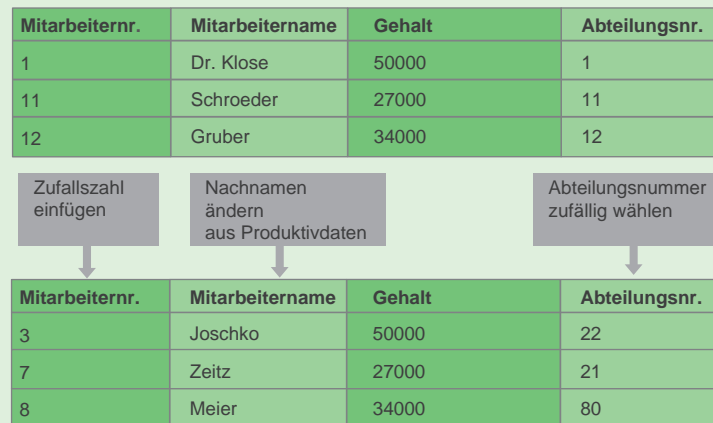 Mitarbeiternr. Mitarbeitername Gehalt Abteilungsnr.
1 Dr. Klose 50000 1
11 Schroeder 27000 11
12 Gruber 34000 12
Zufallszahl
einfügen
Nachnamen
ändern
aus Produktivdaten
Abteilungsnummer
zufällig wählen
Mitarbeiternr. Mitarbeitername Gehalt Abteilungsnr.
3 Joschko 50000 22
7 Zeitz 27000 21
8 Meier 34000 80